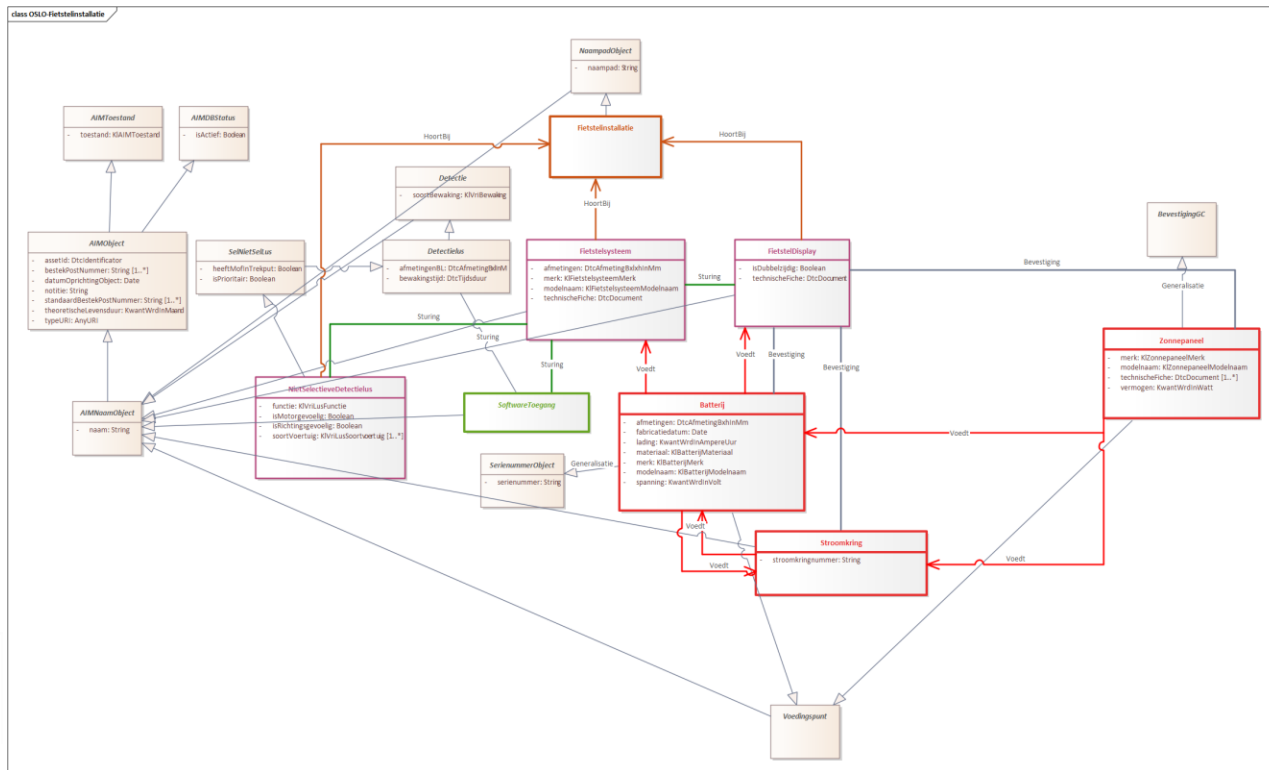 class OSLO-Fietstelinstallatie
NaampadObject
- naampad: String
AIMToestand
- toestand: KlAIMToestand
AIMDBStatus
- isActief: Boolean
Fietstelinstallatie
HoortBij
HoortBij
HoortBij
Detectie
- soortBewaking: KlVriBewaking
BevestigingGC
Generalisatie
AIMObject
- assetId: DtcIdentificator
- bestekPostNummer: String [1..*]
- datumOprichtingObject: Date
- notitie: String
- standaardBestekPostNummer: String [1..*]
- theoretischeLevensduur: KwantWrdInMaand
- typeURI: AnyURI
SelNietSelLus
- heeftMofInTrekput: Boolean
- isPrioritair: Boolean
Detectielus
- afmetingenBL: DtcAfmetingBxlInM
- bewakingstijd: DtcTijdsduur
Fietstelsysteem
- afmetingen: DtcAfmetingBxlxhInMm
- merk: KlFietstelsysteemMerk
- modelnaam: KlFietstelsysteemModelnaam
- technischeFiche: DtcDocument
FietstelDisplay
- isDubbelzijdig: Boolean
- technischeFiche: DtcDocument
Bevestiging
Sturing
Sturing
Sturing
Sturing
Voedt
Voedt
Bevestiging
Bevestiging
Zonnepaneel
- merk: KlZonnepaneelMerk
- modelnaam: KlZonnepaneelModelnaam
- technischeFiche: DtcDocument [1..*]
- vermogen: KwantWrdInWatt
AIMNaamObject
- naam: String
NietSelectieveDetectielus
- functie: KlVriLusFunctie
- isMotorgevoelig: Boolean
- isRichtingsgevoelig: Boolean
- soortVoertuig: KlVriLusSoortvoertuig [1..*]
SoftwareToegang
Batterij
- afmetingen: DtcAfmetingBxlxhInMm
- fabricatiedatum: Date
- lading: KwantWrdInAmpereUur
- materiaal: KlBatterijMateriaal
- merk: KlBatterijMerk
- modelnaam: KlBatterijModelnaam
- spanning: KwantWrdInVolt
Voedt
SerienummerObject
- serienummer: String
Generalisatie
Voedt
Voedt
Stroomkring
- stroomkringnummer: String
Voedt
Voedingspunt